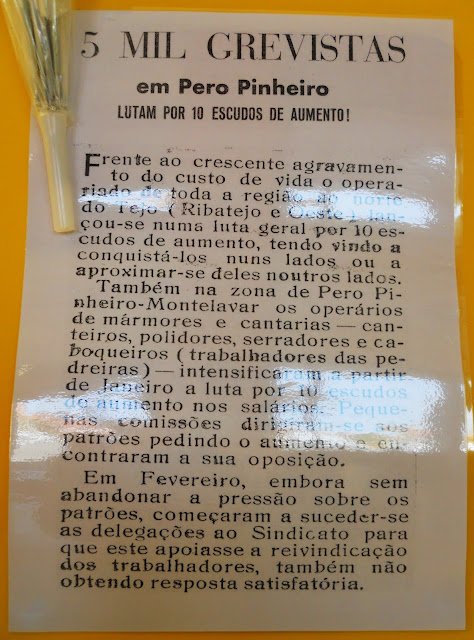 5 MIL GREVISTAS
em Pero Pinheiro
LUTAM POR 10 ESCUDOS DE AUMENTO!
Frente ao crescente agravamen-
to do custo de vida o opera-
riado de toda a região ao norte
do Tejo (Ribatejo e Oeste) lan-
çou-se numa luta geral por 10 es-
cudos de aumento, tendo vindo a
conquistá-los nuns lados ou a
aproximar-se deles noutros lados.
Também na zona de Pero Pi-
nheiro-Montelavar os operários
de mármores e cantarias — can-
teiros, polidores, serradores e ca-
boqueiros (trabalhadores das pe-
dreiras) — intensificaram a partir
de Janeiro a luta por 10 escudos
de aumento nos salários. Peque-
nas comissões dirigiram-se aos
patrões pedindo o aumento e en-
contraram a sua oposição.
Em Fevereiro, embora sem
abandonar a pressão sobre os
patrões, começaram a suceder-se
as delegações ao Sindicato para
que este apoiasse a reivindicação
dos trabalhadores, também não
obtendo resposta satisfatória.